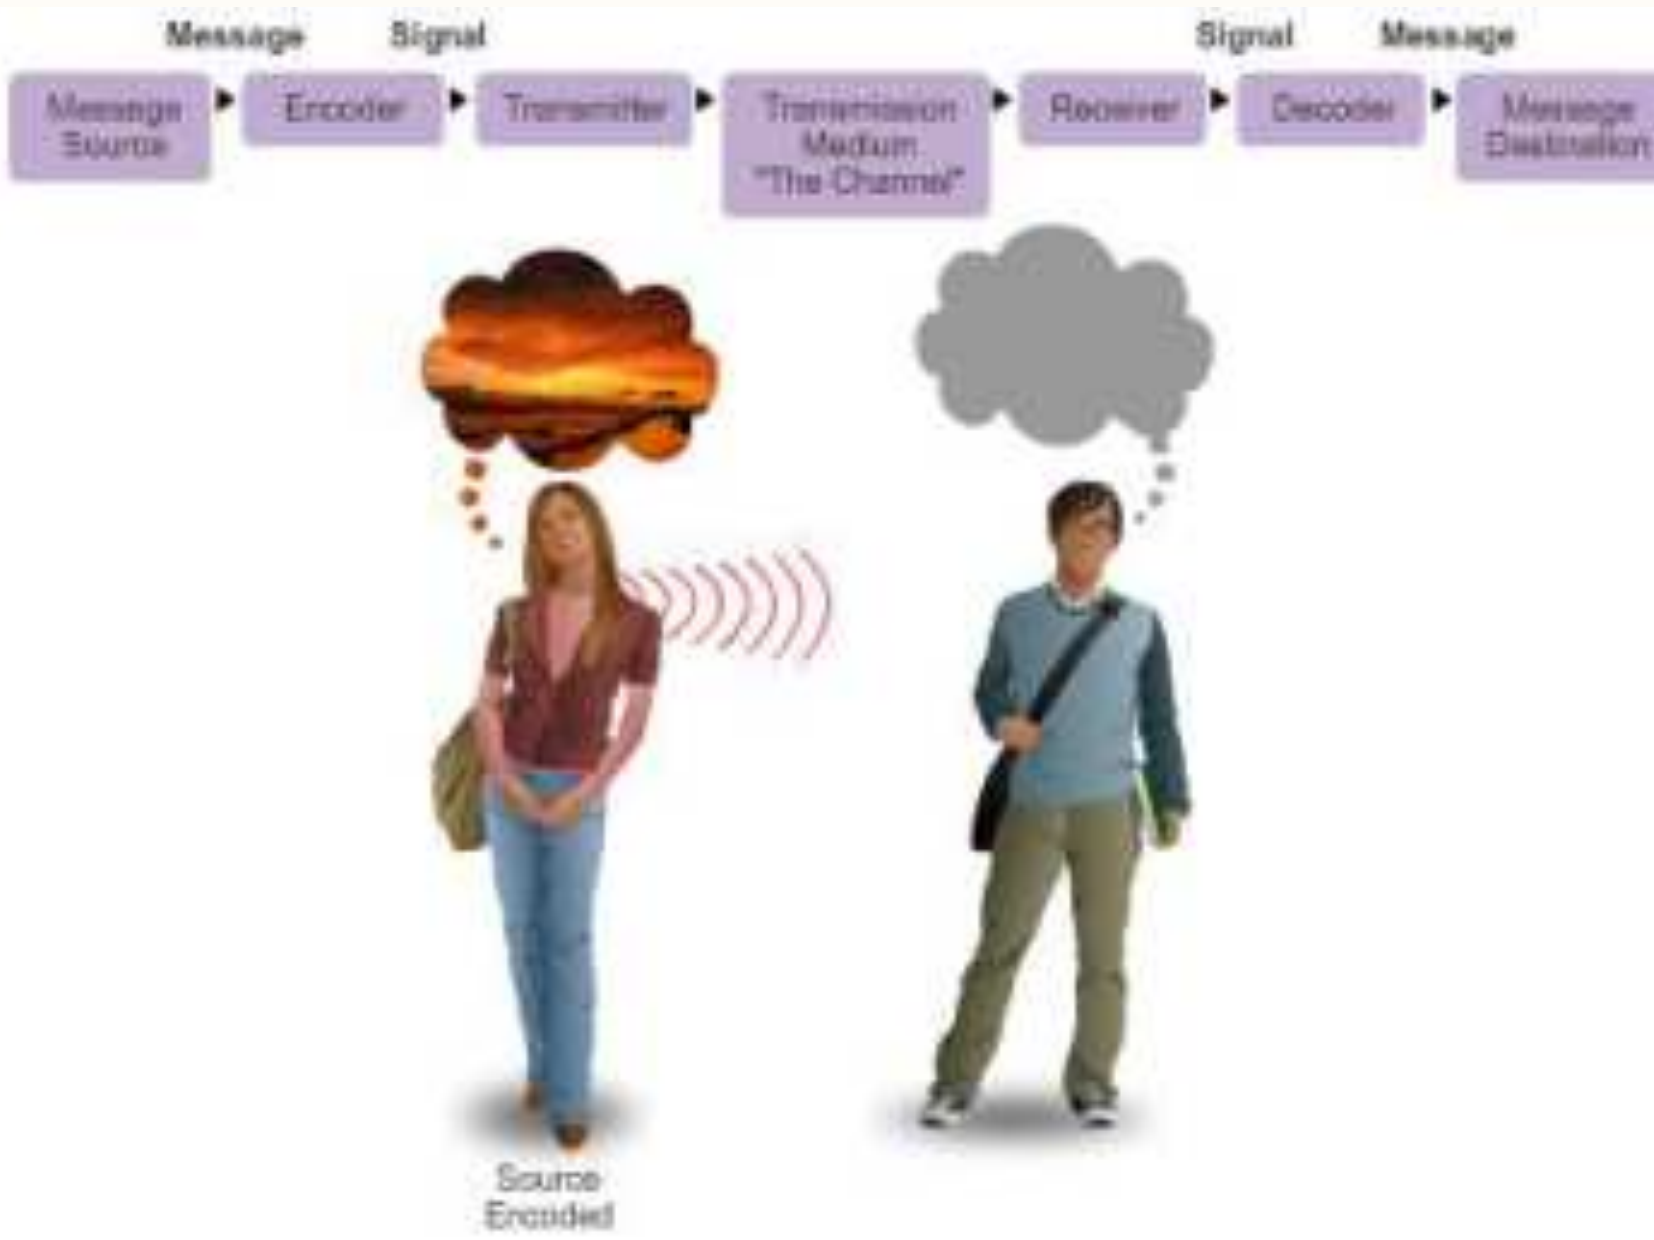 Message
Signal
Signal
Message
Message
Source
Encoder
Transmitter
Transmission
Medium
"The Channel"
Receiver
Decoder
Message
Destination
Source
Encoded